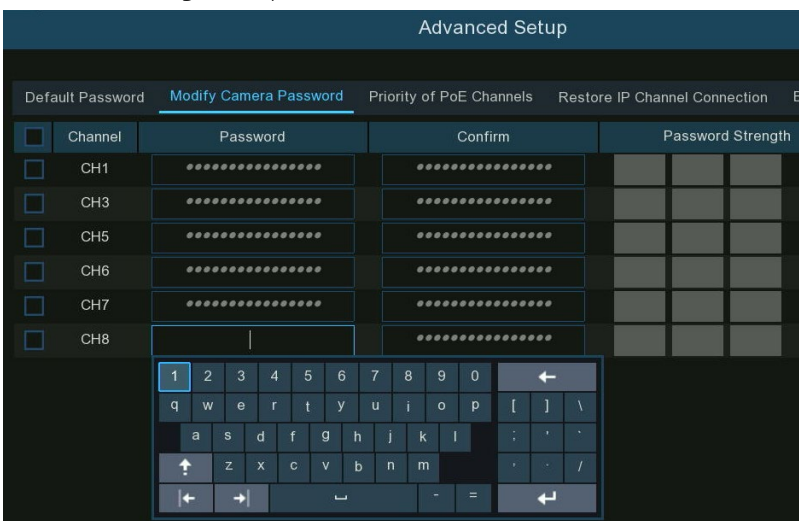 Advanced Setup
Default Password Modify Camera Password Priority of PoE Channels Restore IP Channel Connection
Channel Password Confirm Password Strength
CH1 •••••••••••••••• ••••••••••••••••
CH3 •••••••••••••••• ••••••••••••••••
CH5 •••••••••••••••• ••••••••••••••••
CH6 •••••••••••••••• ••••••••••••••••
CH7 •••••••••••••••• ••••••••••••••••
CH8 ••••••••••••••••
1 2 3 4 5 6 7 8 9 0
q w e r t y u i o p [ ] \
a s d f g h j k l ; ' `
z x c v b n m , . /
- =